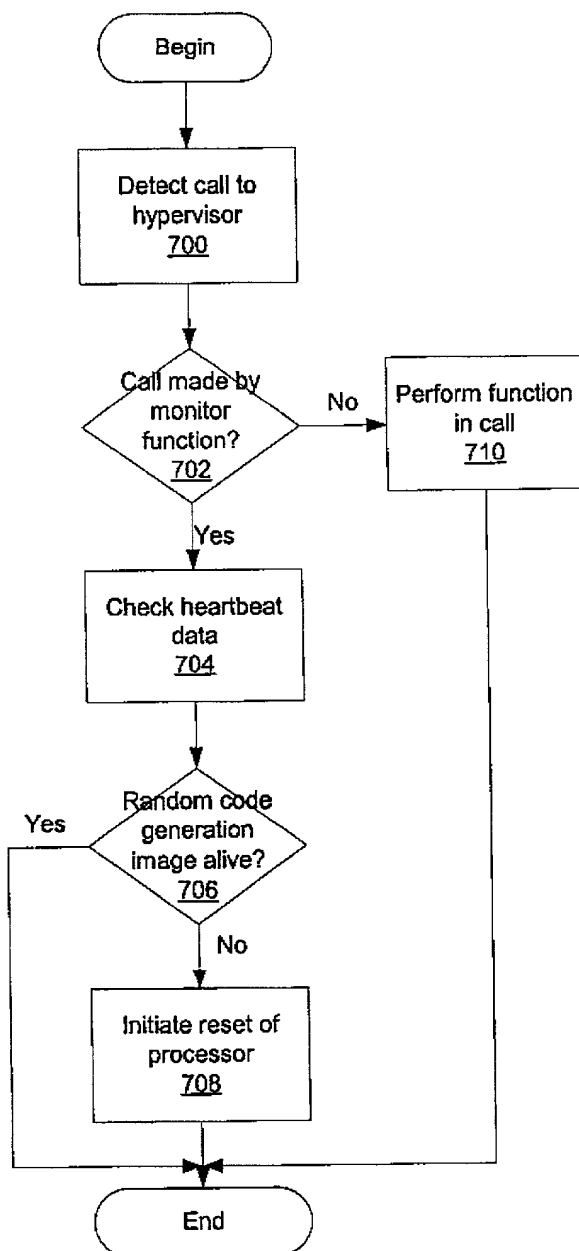 Begin
Detect call to
hypervisor
700
Call made by
monitor
function?
702
No
Perform function
in call
710
Yes
Check heartbeat
data
704
Random code
generation
image alive?
706
Yes
No
Initiate reset of
processor
708
End